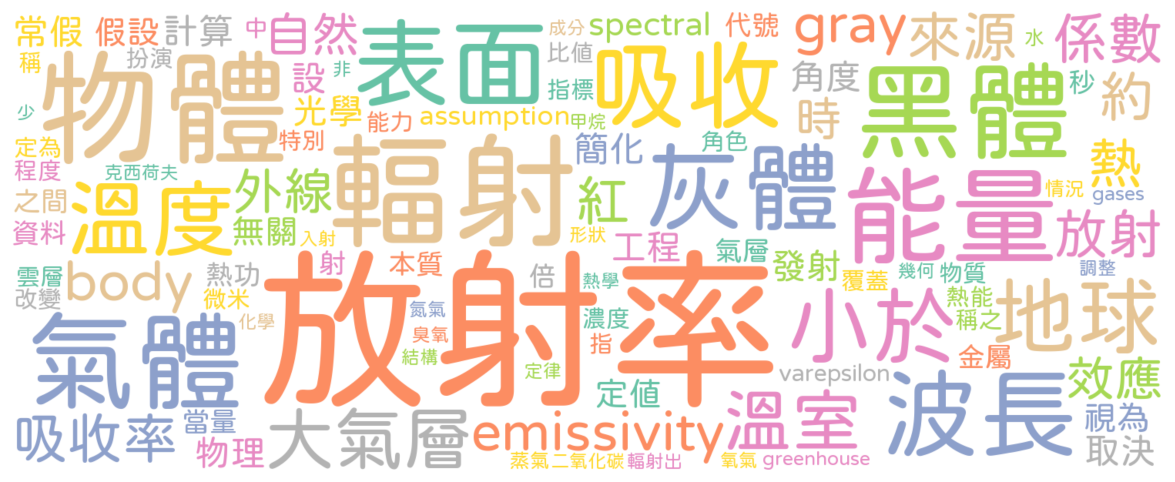 常假 假設 計算 中 自然 表面 成分 spectral 代號 gray 來源 水 係數
稱 扮演 物體 設 非 比值 吸收 角度 黑體 秒 約
少 光學 能力 指標 assumption 甲烷 時
定為 特別 簡化 角色 熱
程度 克西荷夫 輻射 灰體 能量 情況 gases
之間 溫度 外線 紅 放射
資料 無關 入射 形狀 工程 氣層
雲層 body 熱功 射 本質 倍 熱學 發射 覆蓋 幾何 物質 調整
改變 微米 放射率 氮氣 小於 熱能 地球
氣體 化學 臭氧 濃度 稱之
結構 定律 指 varepsilon 金屬 波長 效應
吸收率 當量 大氣層 emissivity 定值 溫室 視為
物理 蒸氣 二氧化碳 輻射出 氧氣 greenhouse 取決